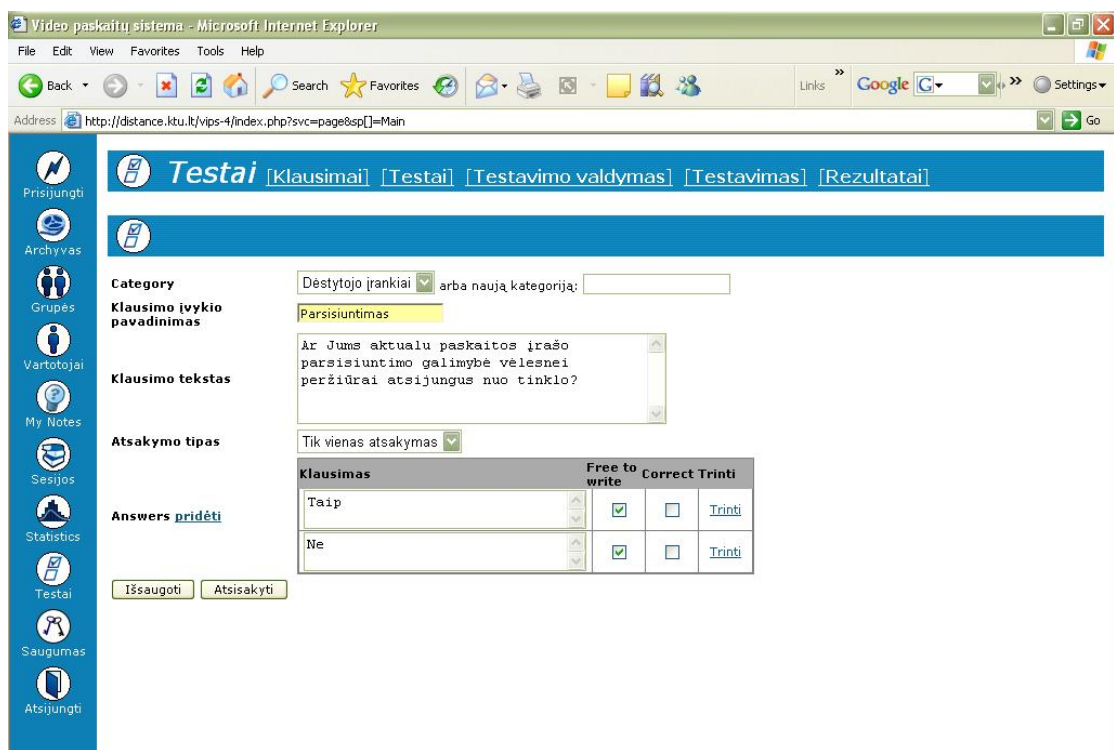 Video paskaitų sistema - Microsoft Internet Explorer
File Edit View Favorites Tools Help
Back Search Favorites Links » Google G » Settings
Address http://distance.ktu.lt/vips-4/index.php?svc=page&sp[]=Main Go
Prisijungti
Archyvas
Grupės
Vartotojai
My Notes
Sesijos
Statistics
Testai
Saugumas
Atsijungti
Testai [Klausimai] [Testai] [Testavimo valdymas] [Testavimas] [Rezultatai]
Category Dėstytojo įrankiai arba naują kategoriją:
Klausimo įvykio
pavadinimas
Parsisiuntimas
Klausimo tekstas
Ar Jums aktualu paskaitos įrašo
parsisiuntimo galimybė vėlesnei
peržiūrai atsijungus nuo tinklo?
Atsakymo tipas Tik vienas atsakymas
Answers pridėti
Klausimas Free to write Correct Trinti
Taip Trinti
Ne Trinti
Išsaugoti Atsisakyti